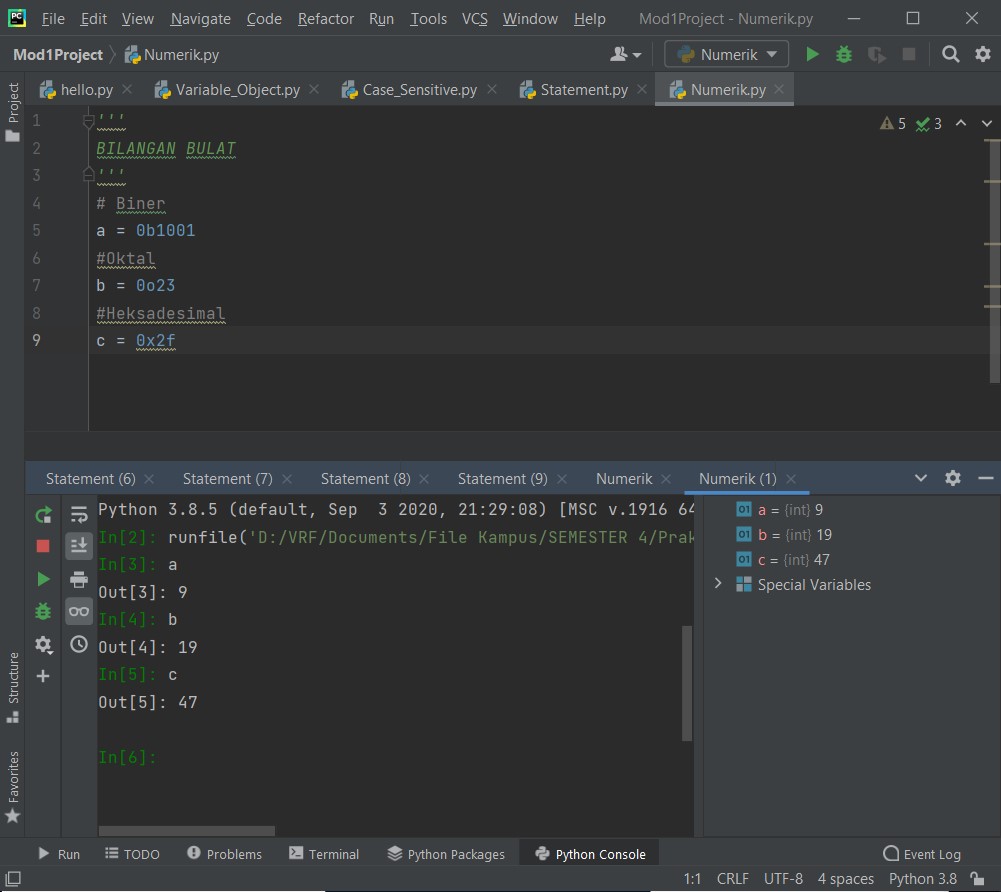 PC File Edit View Navigate Code Refactor Run Tools VCS Window Help Mod1Project - Numerik.py
Mod1Project Numerik.py Numerik
Project
hello.py Variable_Object.py Case_Sensitive.py Statement.py Numerik.py
1 '''
5 3
2 BILANGAN BULAT
3 '''
4 # Biner
5 a = 0b1001
6 #Oktal
7 b = 0o23
8 #Heksadesimal
9 c = 0x2f
Statement (6) Statement (7) Statement (8) Statement (9) Numerik Numerik (1)
Python 3.8.5 (default, Sep  3 2020, 21:29:08) [MSC v.1916 64
In[2]: runfile('D:/VRF/Documents/File Kampus/SEMESTER 4/Prak
In[3]: a
Out[3]: 9
In[4]: b
Out[4]: 19
In[5]: c
Out[5]: 47
In[6]:
01 a = {int} 9
01 b = {int} 19
01 c = {int} 47
Special Variables
Structure
Favorites
Run TODO Problems Terminal Python Packages Python Console Event Log
1:1 CRLF UTF-8 4 spaces Python 3.8